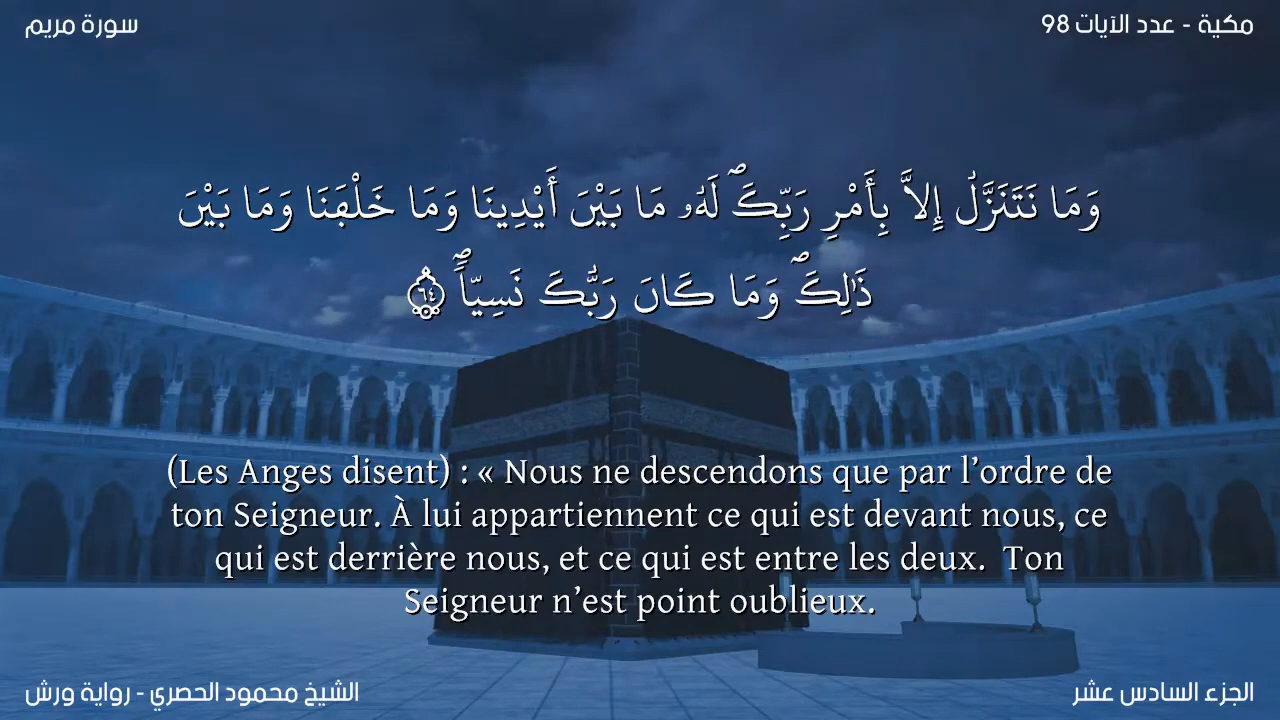 سورة مريم
مكية - عدد الآيات 98
وَمَا نَتَنَزَّلُ إِلاَّ بِأَمْرِ رَبِّكَۖ لَهُۥ مَا بَيْنَ أَيْدِينَا وَمَا خَلْفَنَا وَمَا بَيْنَ
ذَٰلِكَۖ وَمَا كَانَ رَبُّكَ نَسِيّاٗۖ ٦٤
(Les Anges disent) : « Nous ne descendons que par l’ordre de
ton Seigneur. À lui appartiennent ce qui est devant nous, ce
qui est derrière nous, et ce qui est entre les deux. Ton
Seigneur n’est point oublieux.
الشيخ محمود الحصري - رواية ورش
الجزء السادس عشر